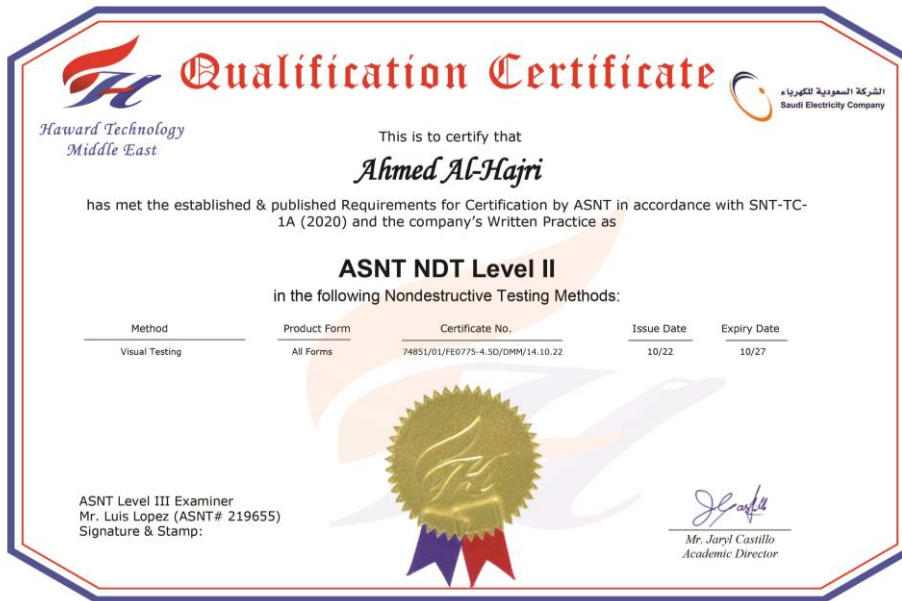 Qualification Certificate
Haward Technology
Middle East
الشركة السعودية للكهرباء
Saudi Electricity Company
This is to certify that
Ahmed Al-Hajri
has met the established & published Requirements for Certification by ASNT in accordance with SNT-TC-
1A (2020) and the company's Written Practice as
ASNT NDT Level II
in the following Nondestructive Testing Methods:
Method Product Form Certificate No. Issue Date Expiry Date
Visual Testing All Forms 74851/01/FE0775-4.5D/DMM/14.10.22 10/22 10/27
ASNT Level III Examiner
Mr. Luis Lopez (ASNT# 219655)
Signature & Stamp:
Mr. Jaryl Castillo
Academic Director